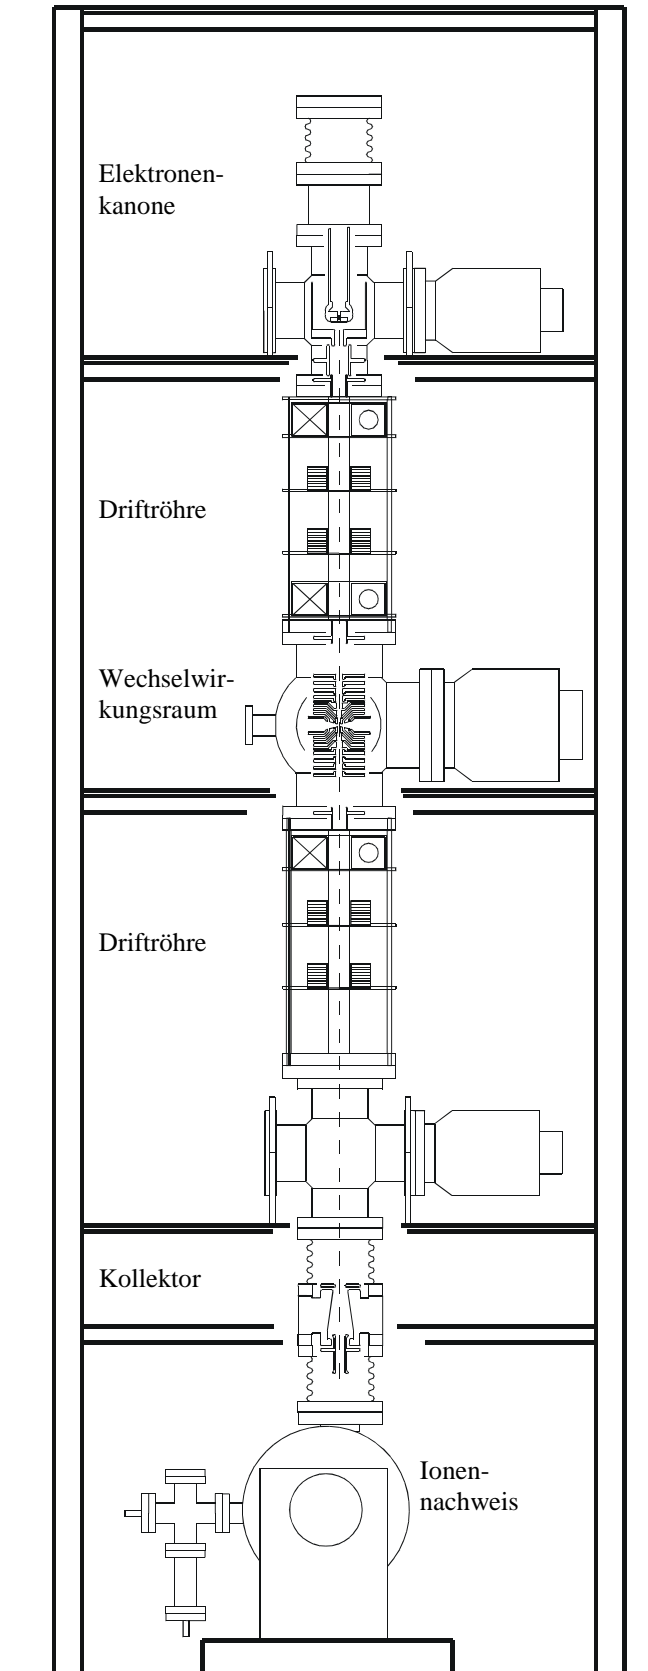 Elektronen-
kanone
Driftröhre
Wechselwir-
kungsraum
Driftröhre
Kollektor
Ionen-
nachweis